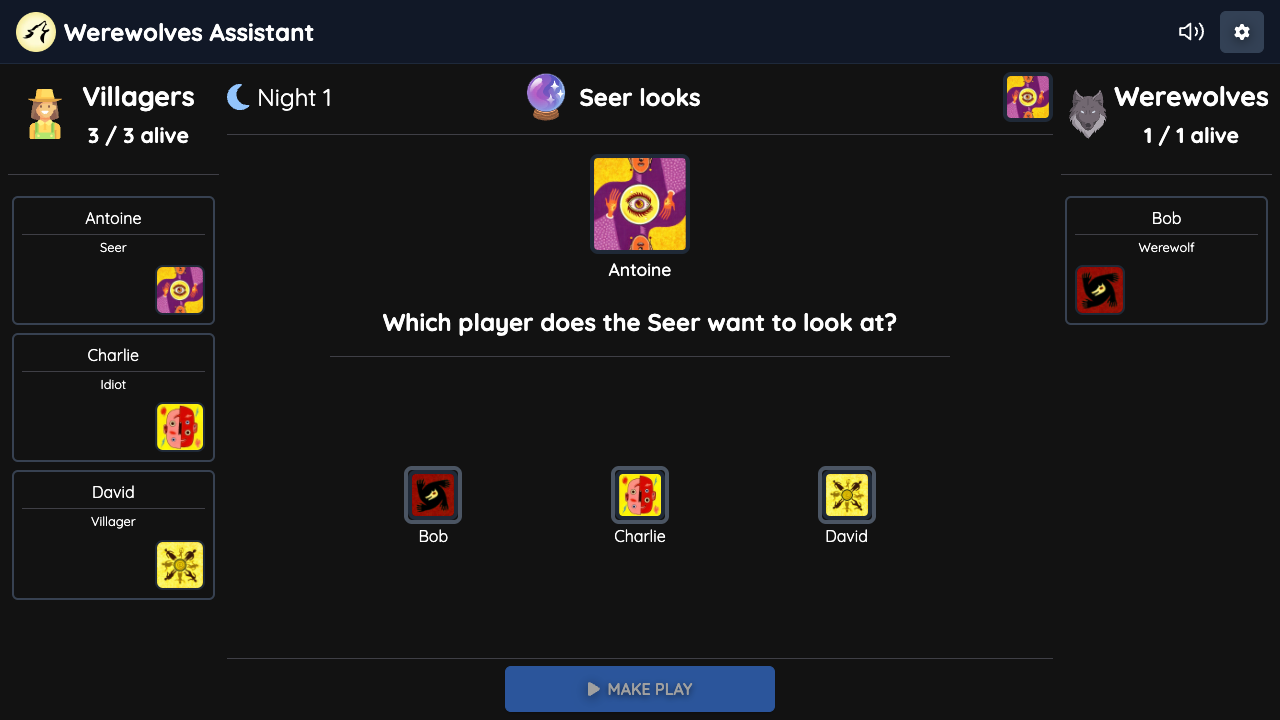 Werewolves Assistant
Villagers
3 / 3 alive
Night 1
Seer looks
Werewolves
1 / 1 alive
Antoine
Seer
Charlie
Idiot
David
Villager
Antoine
Which player does the Seer want to look at?
Bob
Charlie
David
MAKE PLAY
Bob
Werewolf